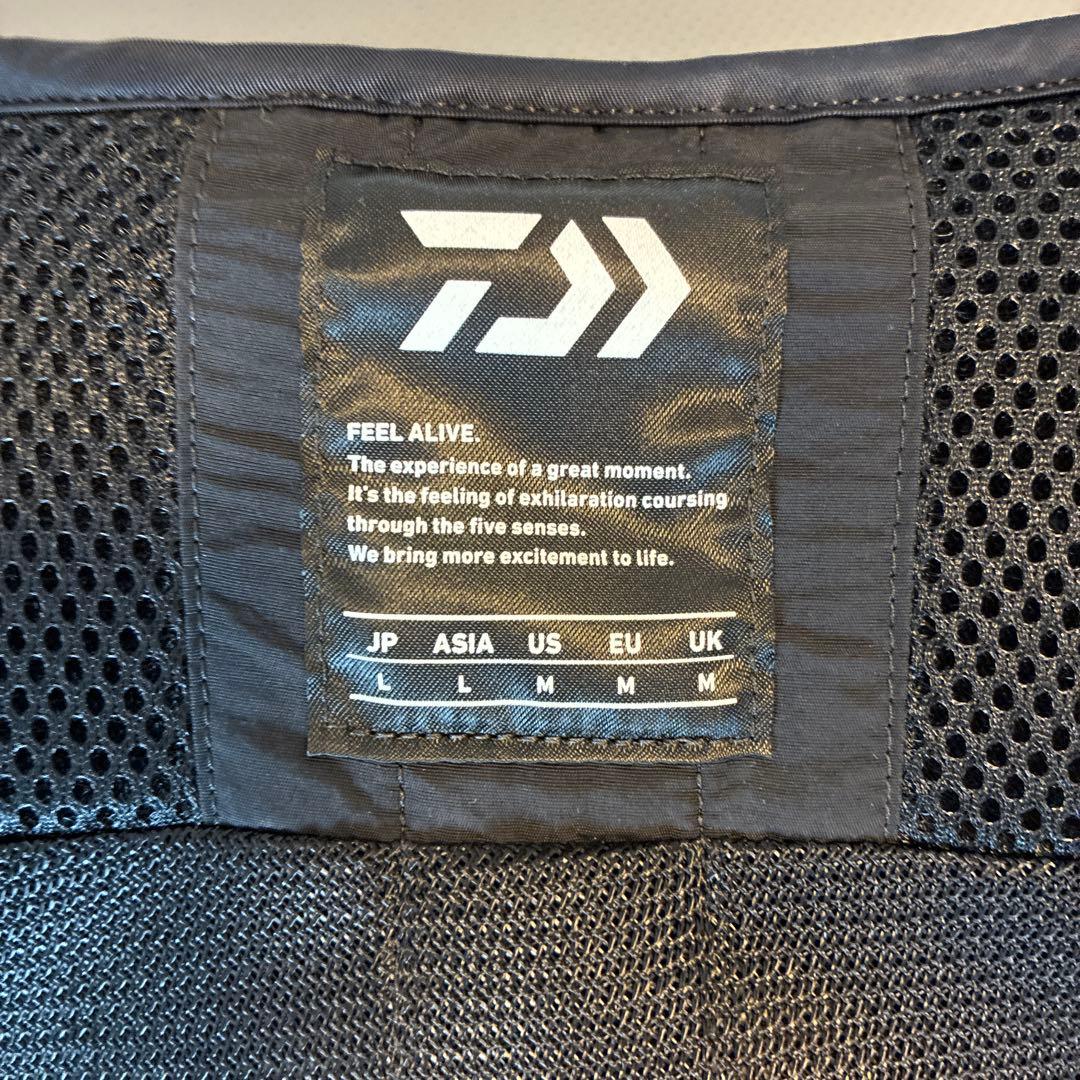 FEEL ALIVE.
The experience of a great moment.
It's the feeling of exhilaration coursing
through the five senses.
We bring more excitement to life.
JP ASIA US EU UK
L L M M M